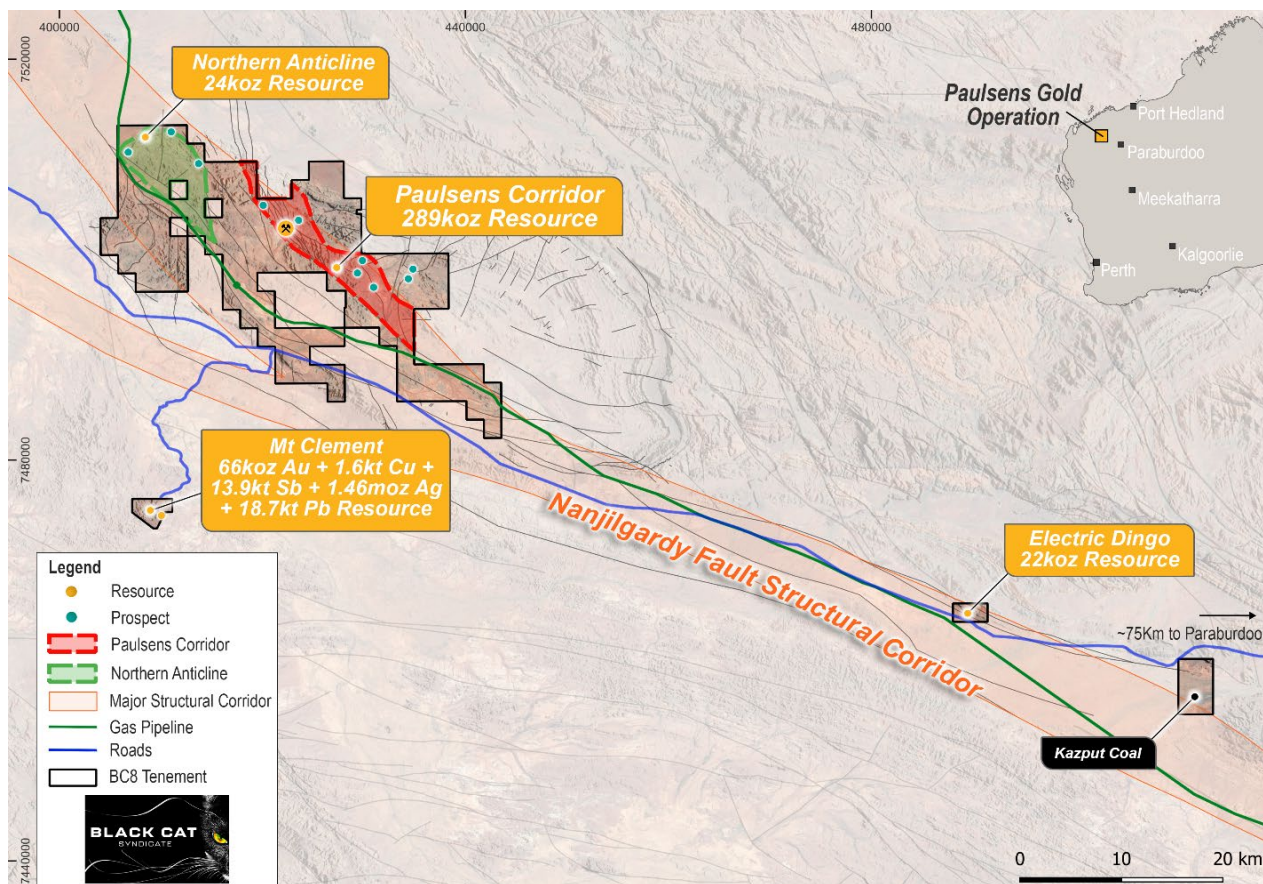 400000
440000
480000
7520000
7480000
7440000
Northern Anticline
24koz Resource
Paulsens Corridor
289koz Resource
Paulsens Gold
Operation
Port Hedland
Paraburdoo
Meekatharra
Kalgoorlie
Perth
Mt Clement
66koz Au + 1.6kt Cu +
13.9kt Sb + 1.46moz Ag
+ 18.7kt Pb Resource
Nanjilgardy Fault Structural Corridor
Electric Dingo
22koz Resource
~75Km to Paraburdoo
Kazput Coal
Legend
Resource
Prospect
Paulsens Corridor
Northern Anticline
Major Structural Corridor
Gas Pipeline
Roads
BC8 Tenement
BLACK CAT
SYNDICATE
0 10 20 km